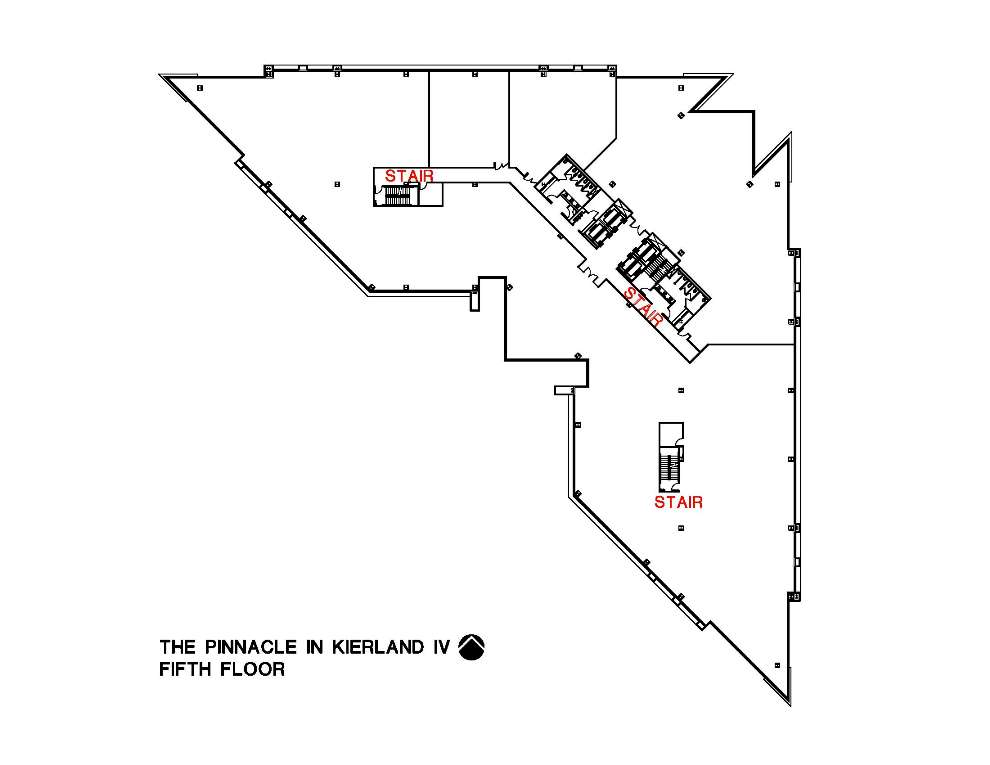 STAIR
STAIR
STAIR
THE PINNACLE IN KIERLAND IV
FIFTH FLOOR